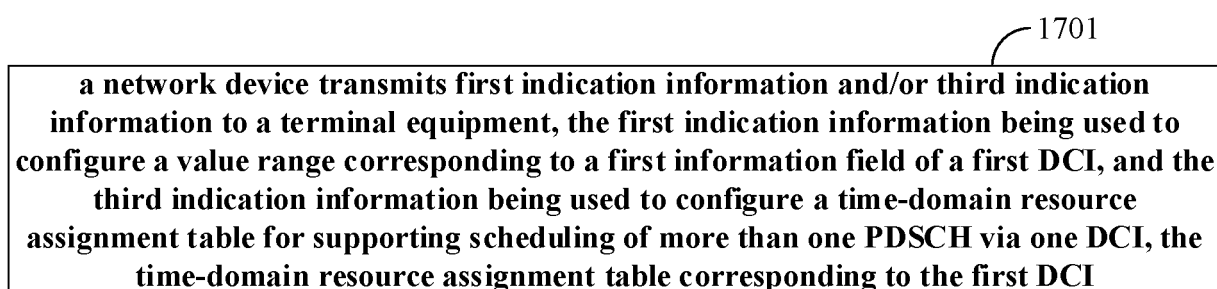 1701
a network device transmits first indication information and/or third indication
information to a terminal equipment, the first indication information being used to
configure a value range corresponding to a first information field of a first DCI, and the
third indication information being used to configure a time-domain resource
assignment table for supporting scheduling of more than one PDSCH via one DCI, the
time-domain resource assignment table corresponding to the first DCI